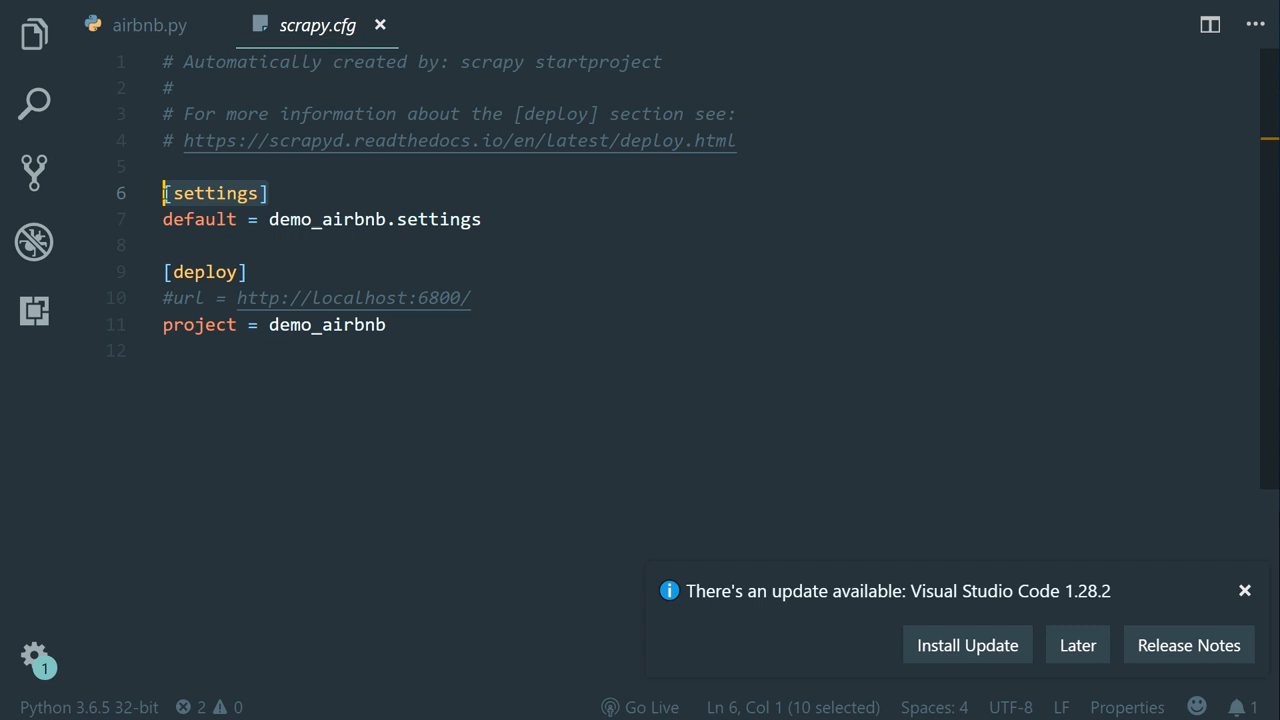 airbnb.py
scrapy.cfg
1 # Automatically created by: scrapy startproject
2 #
3 # For more information about the [deploy] section see:
4 # https://scrapyd.readthedocs.io/en/latest/deploy.html
5
6 [settings]
7 default = demo_airbnb.settings
8
9 [deploy]
10 #url = http://localhost:6800/
11 project = demo_airbnb
12
There's an update available: Visual Studio Code 1.28.2
Install Update Later Release Notes
1
Python 3.6.5 32-bit 2 0 Go Live Ln 6, Col 1 (10 selected) Spaces: 4 UTF-8 LF Properties 1